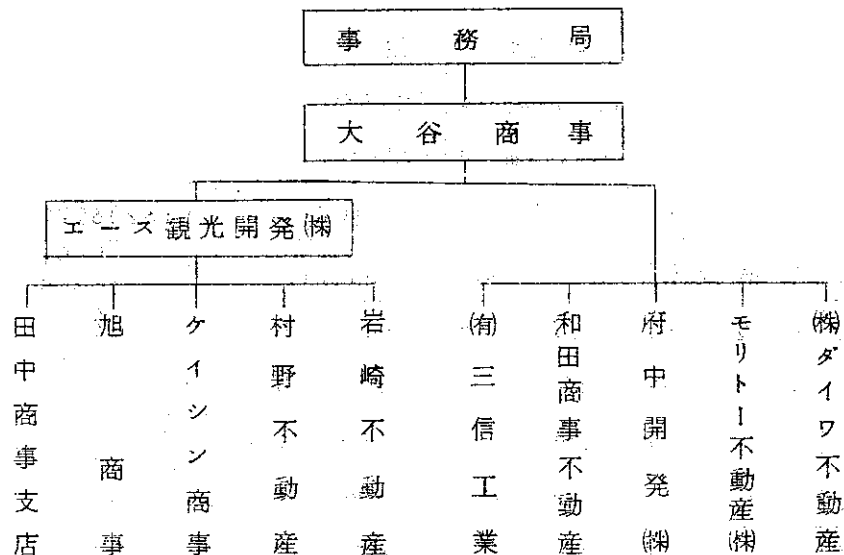 事務局
大谷商事
エース観光開発㈱
田中商事支店
旭商事
ケイシン商事
村野不動産
岩崎不動産
㈲三信工業
和田商事不動産
府中開発㈱
モリトー不動産㈱
㈱ダイワ不動産